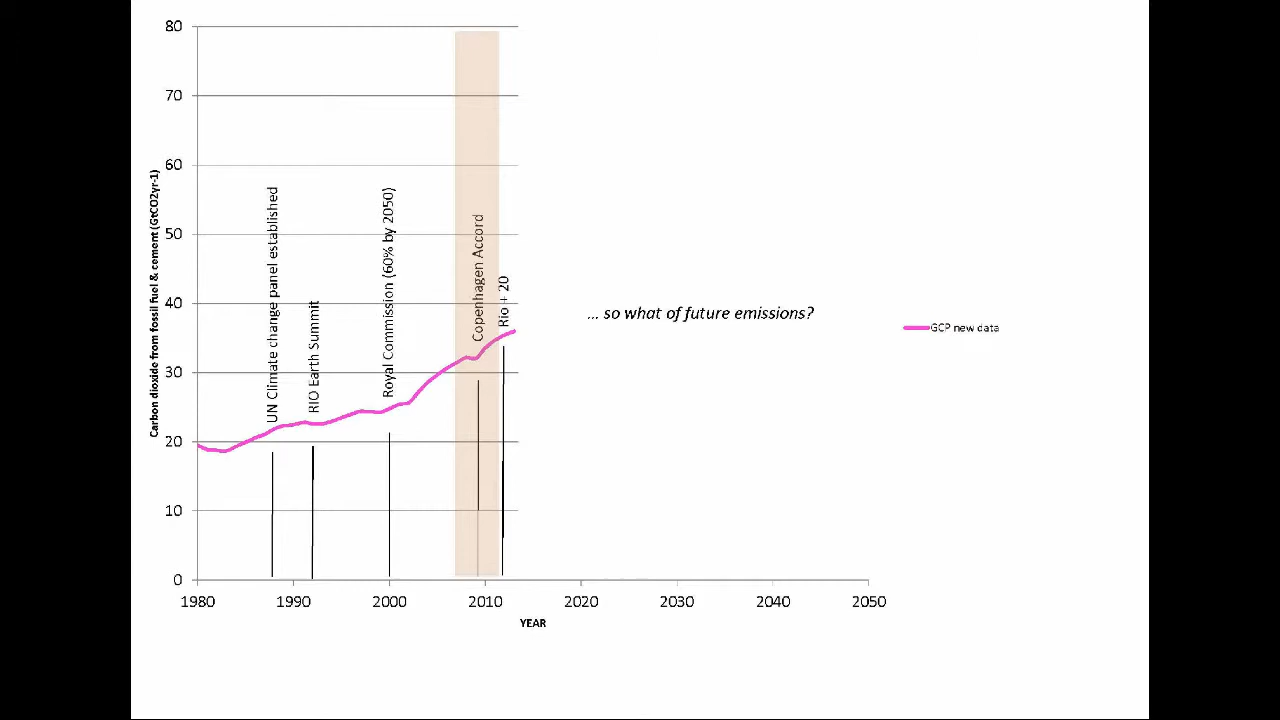 80
70
60
50
40
30
20
10
0
Carbon dioxide from fossil fuel & cement (GtCO2yr-1)
UN Climate change panel established
RIO Earth Summit
Royal Commission (60% by 2050)
Copenhagen Accord
Rio + 20
... so what of future emissions?
GCP new data
1980 1990 2000 2010 2020 2030 2040 2050
YEAR